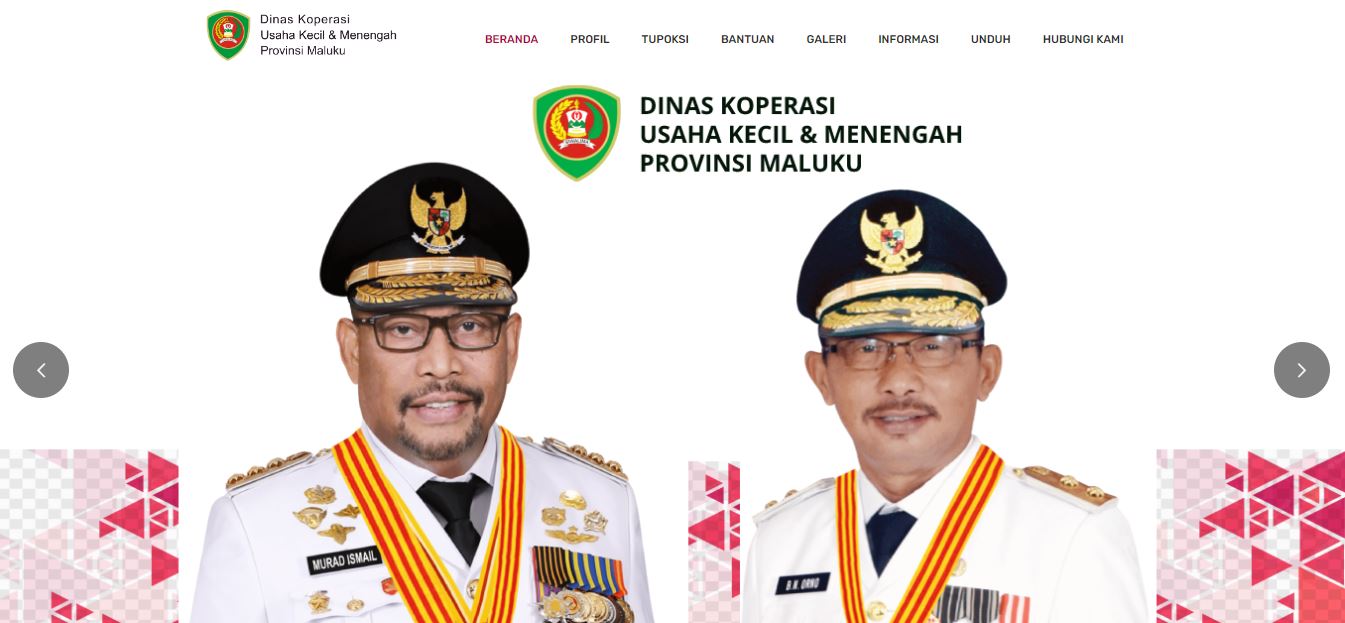 Dinas Koperasi
Usaha Kecil & Menengah
Provinsi Maluku
BERANDA PROFIL TUPOKSI BANTUAN GALERI INFORMASI UNDUH HUBUNGI KAMI
DINAS KOPERASI
USAHA KECIL & MENENGAH
PROVINSI MALUKU
MURAD ISMAIL
B.N. ORNO